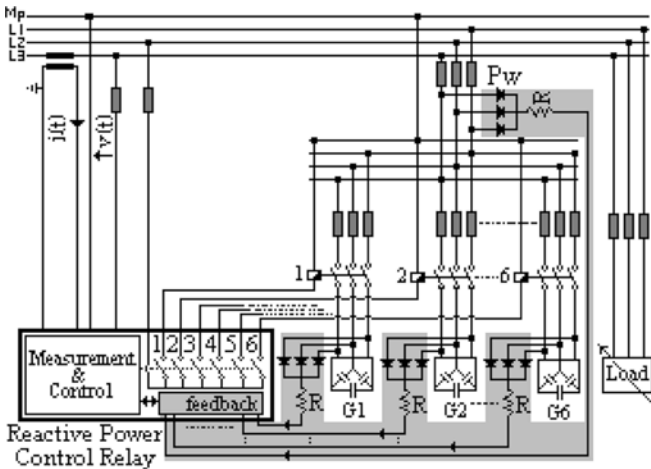 Mp
L1
L2
L3
i(t)
v(t)
Pw
R
1
2
6
1 2 3 4 5 6
Measurement
&
Control
feedback
R
G1
R
G2
R
G6
Load
Reactive Power
Control Relay